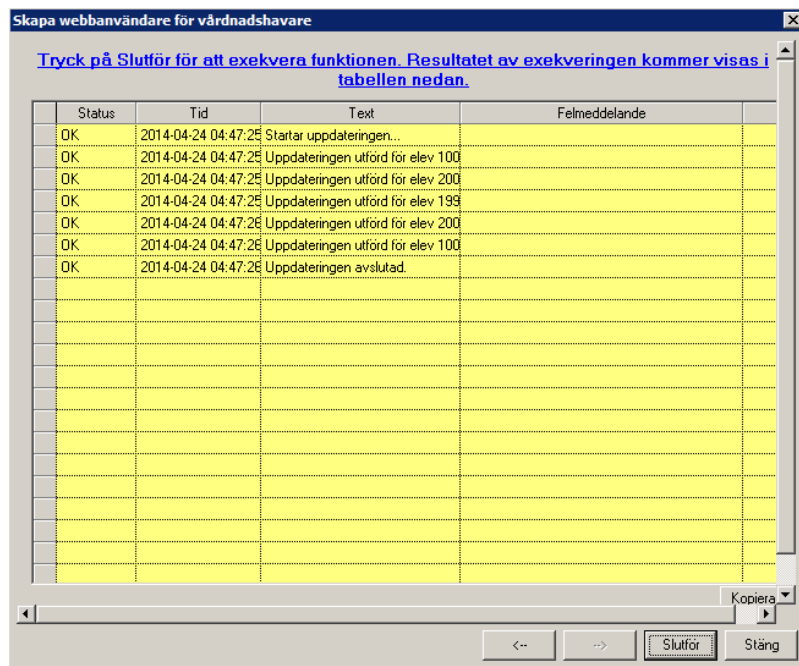 Skapa webbanvändare för vårdnadshavare
Tryck på Slutför för att exekvera funktionen. Resultatet av exekveringen kommer visas i
tabellen nedan.
Status Tid Text Felmeddelande
OK 2014-04-24 04:47:25 Startar uppdateringen...
OK 2014-04-24 04:47:25 Uppdateringen utförd för elev 100
OK 2014-04-24 04:47:25 Uppdateringen utförd för elev 200
OK 2014-04-24 04:47:25 Uppdateringen utförd för elev 199
OK 2014-04-24 04:47:26 Uppdateringen utförd för elev 200
OK 2014-04-24 04:47:26 Uppdateringen utförd för elev 100
OK 2014-04-24 04:47:26 Uppdateringen avslutad.
Kopiera
<-- --> Slutför Stäng